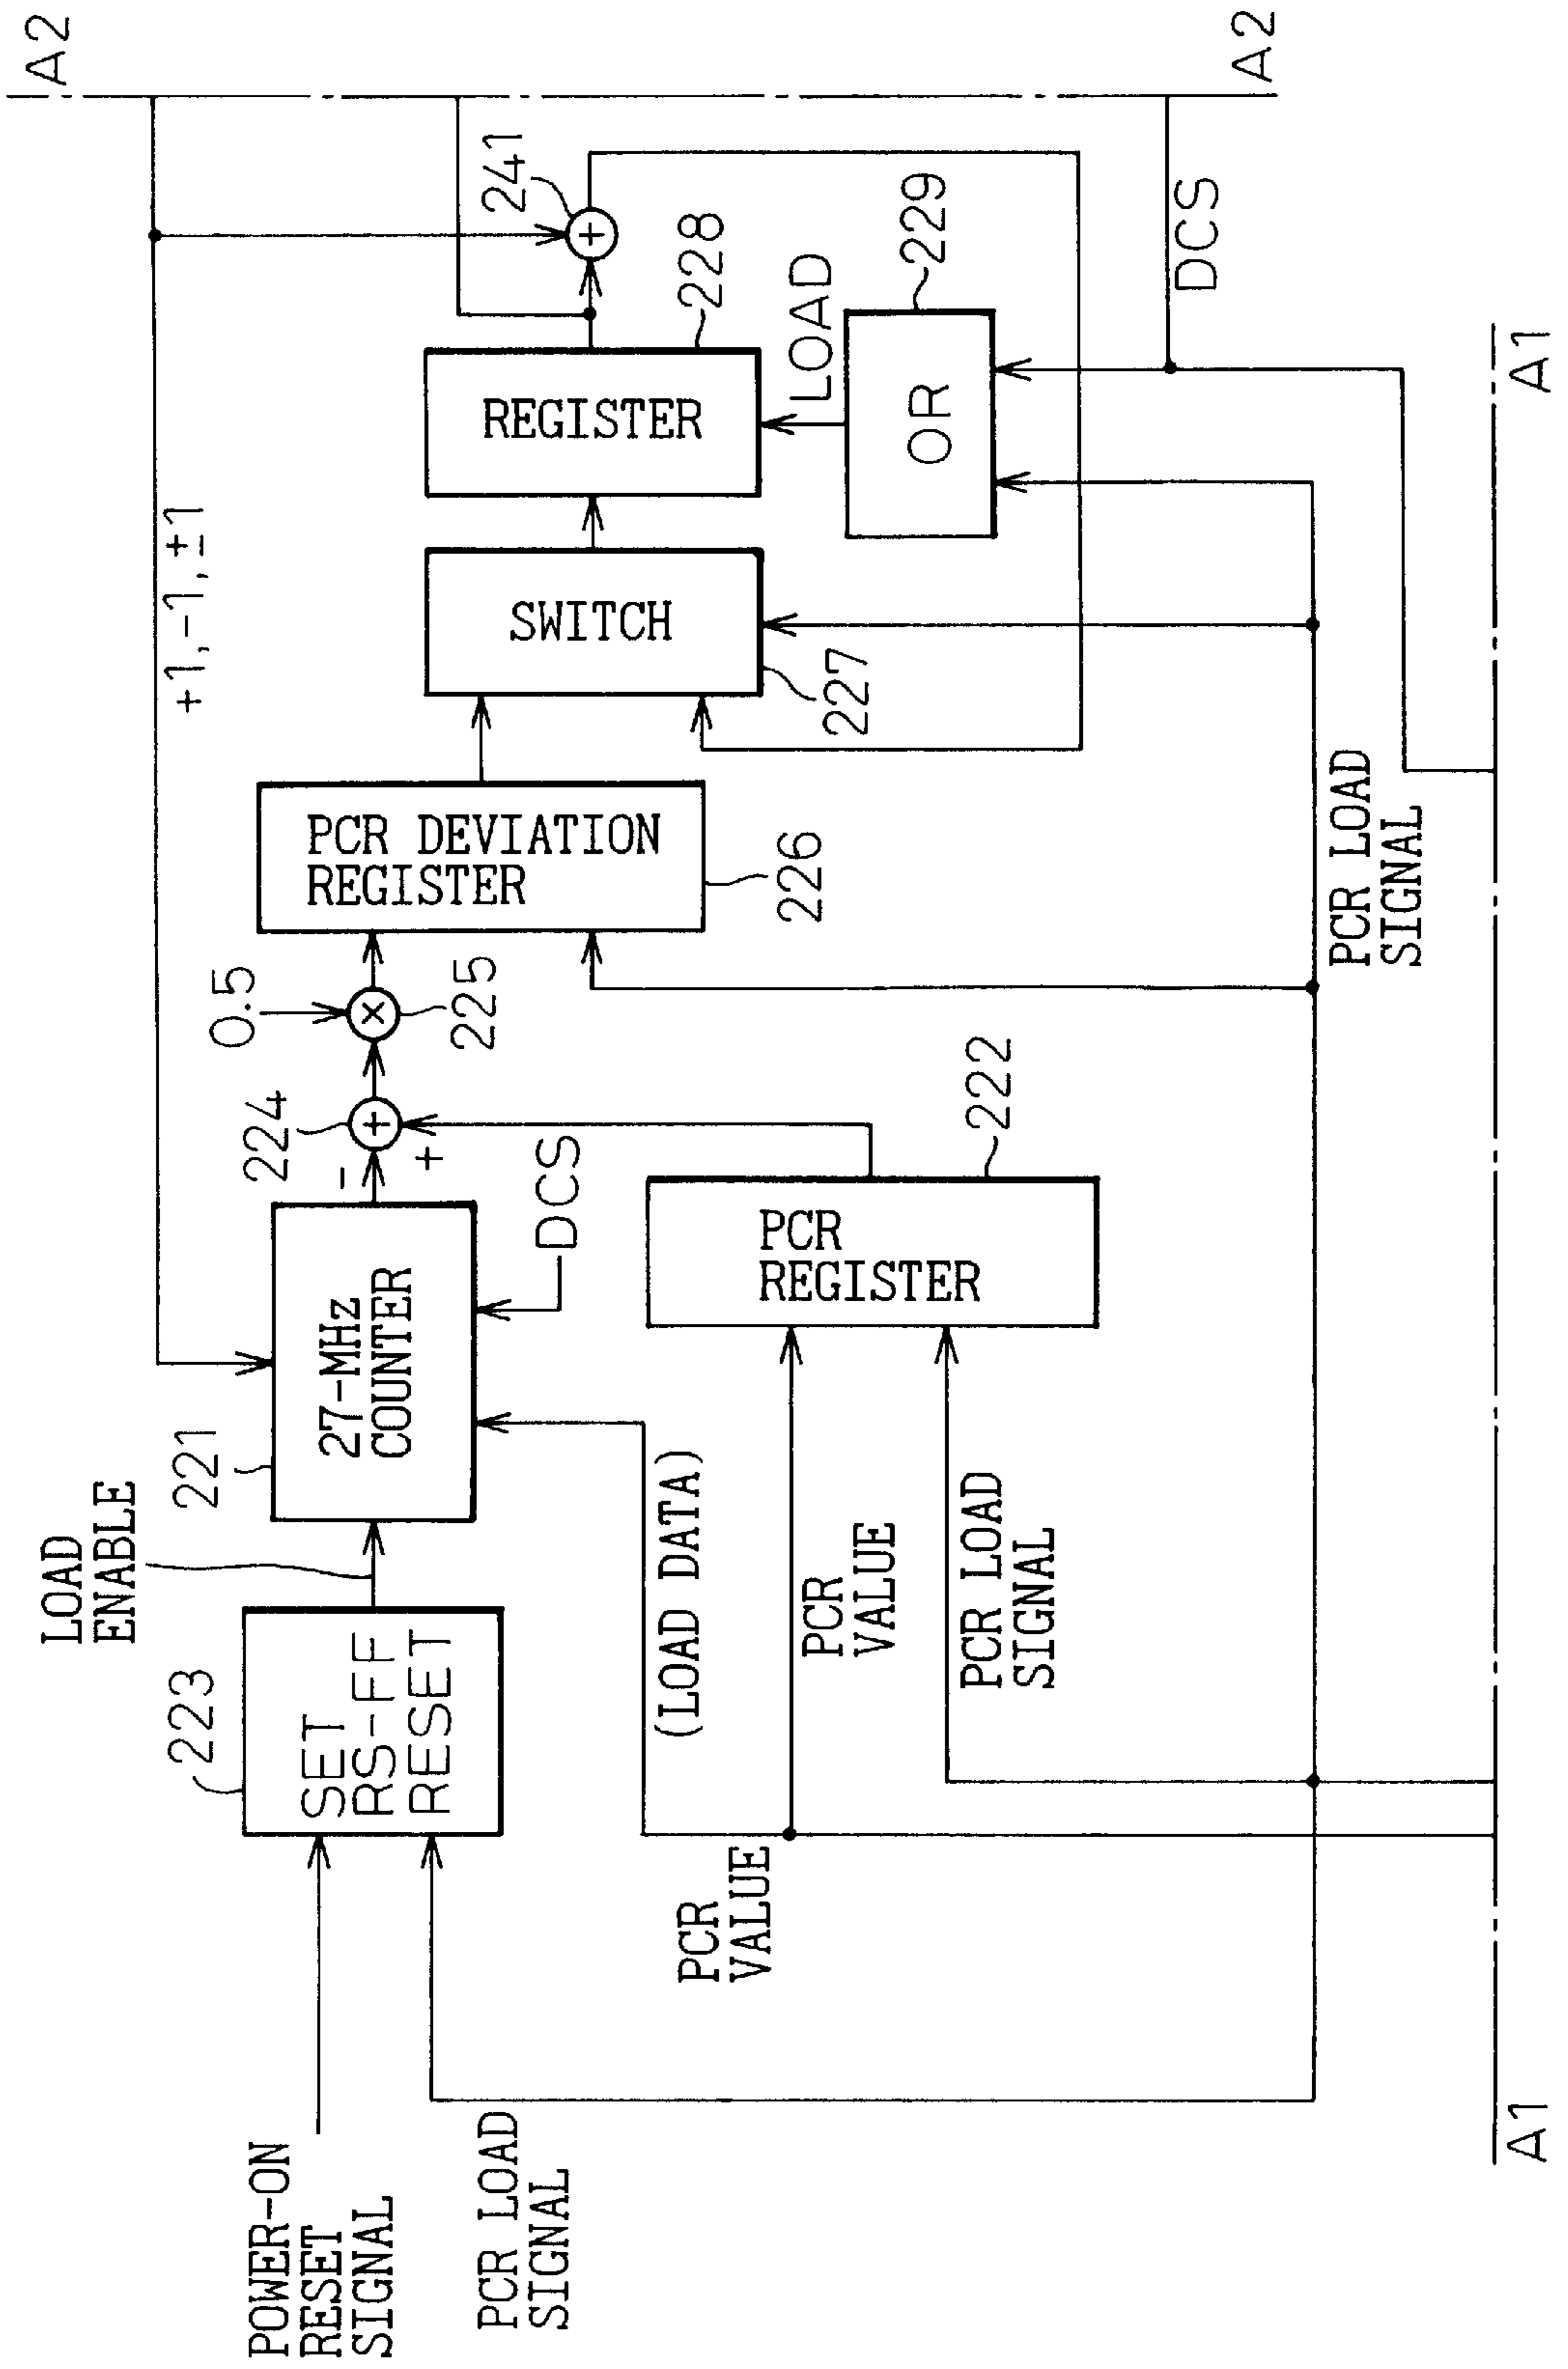 POWER-ON
RESET
SIGNAL
PCR LOAD
SIGNAL
223
SET
RS-FF
RESET
LOAD
ENABLE
221
27-MHz
COUNTER
DCS
(LOAD DATA)
PCR
VALUE
PCR
VALUE
PCR LOAD
SIGNAL
PCR
REGISTER
222
224
-
+
+
0.5
×
225
PCR DEVIATION
REGISTER
226
+1,-1,±1
SWITCH
227
REGISTER
228
LOAD
OR
229
241
+
DCS
PCR LOAD
SIGNAL
A2
A2
A1
A1